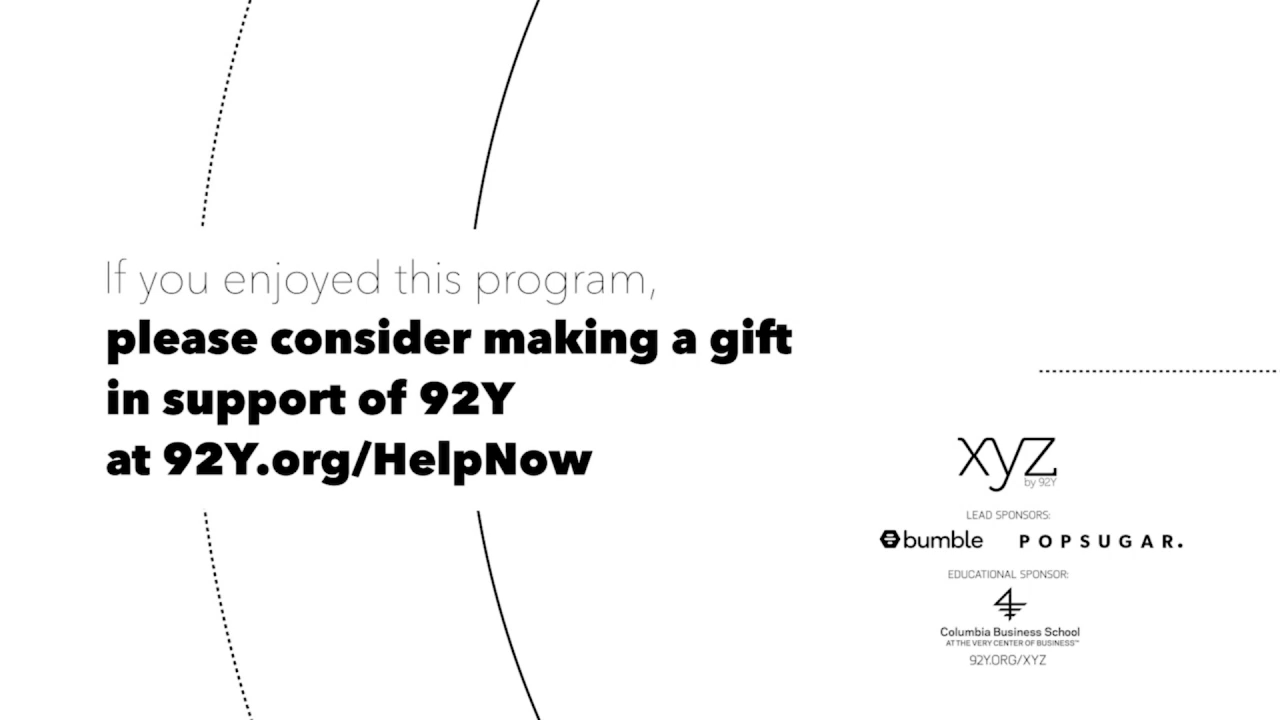 If you enjoyed this program,
please consider making a gift
in support of 92Y
at 92Y.org/HelpNow
xyz
by 92Y
LEAD SPONSORS:
bumble POPSUGAR.
EDUCATIONAL SPONSOR:
Columbia Business School
AT THE VERY CENTER OF BUSINESS™
92Y.ORG/XYZ